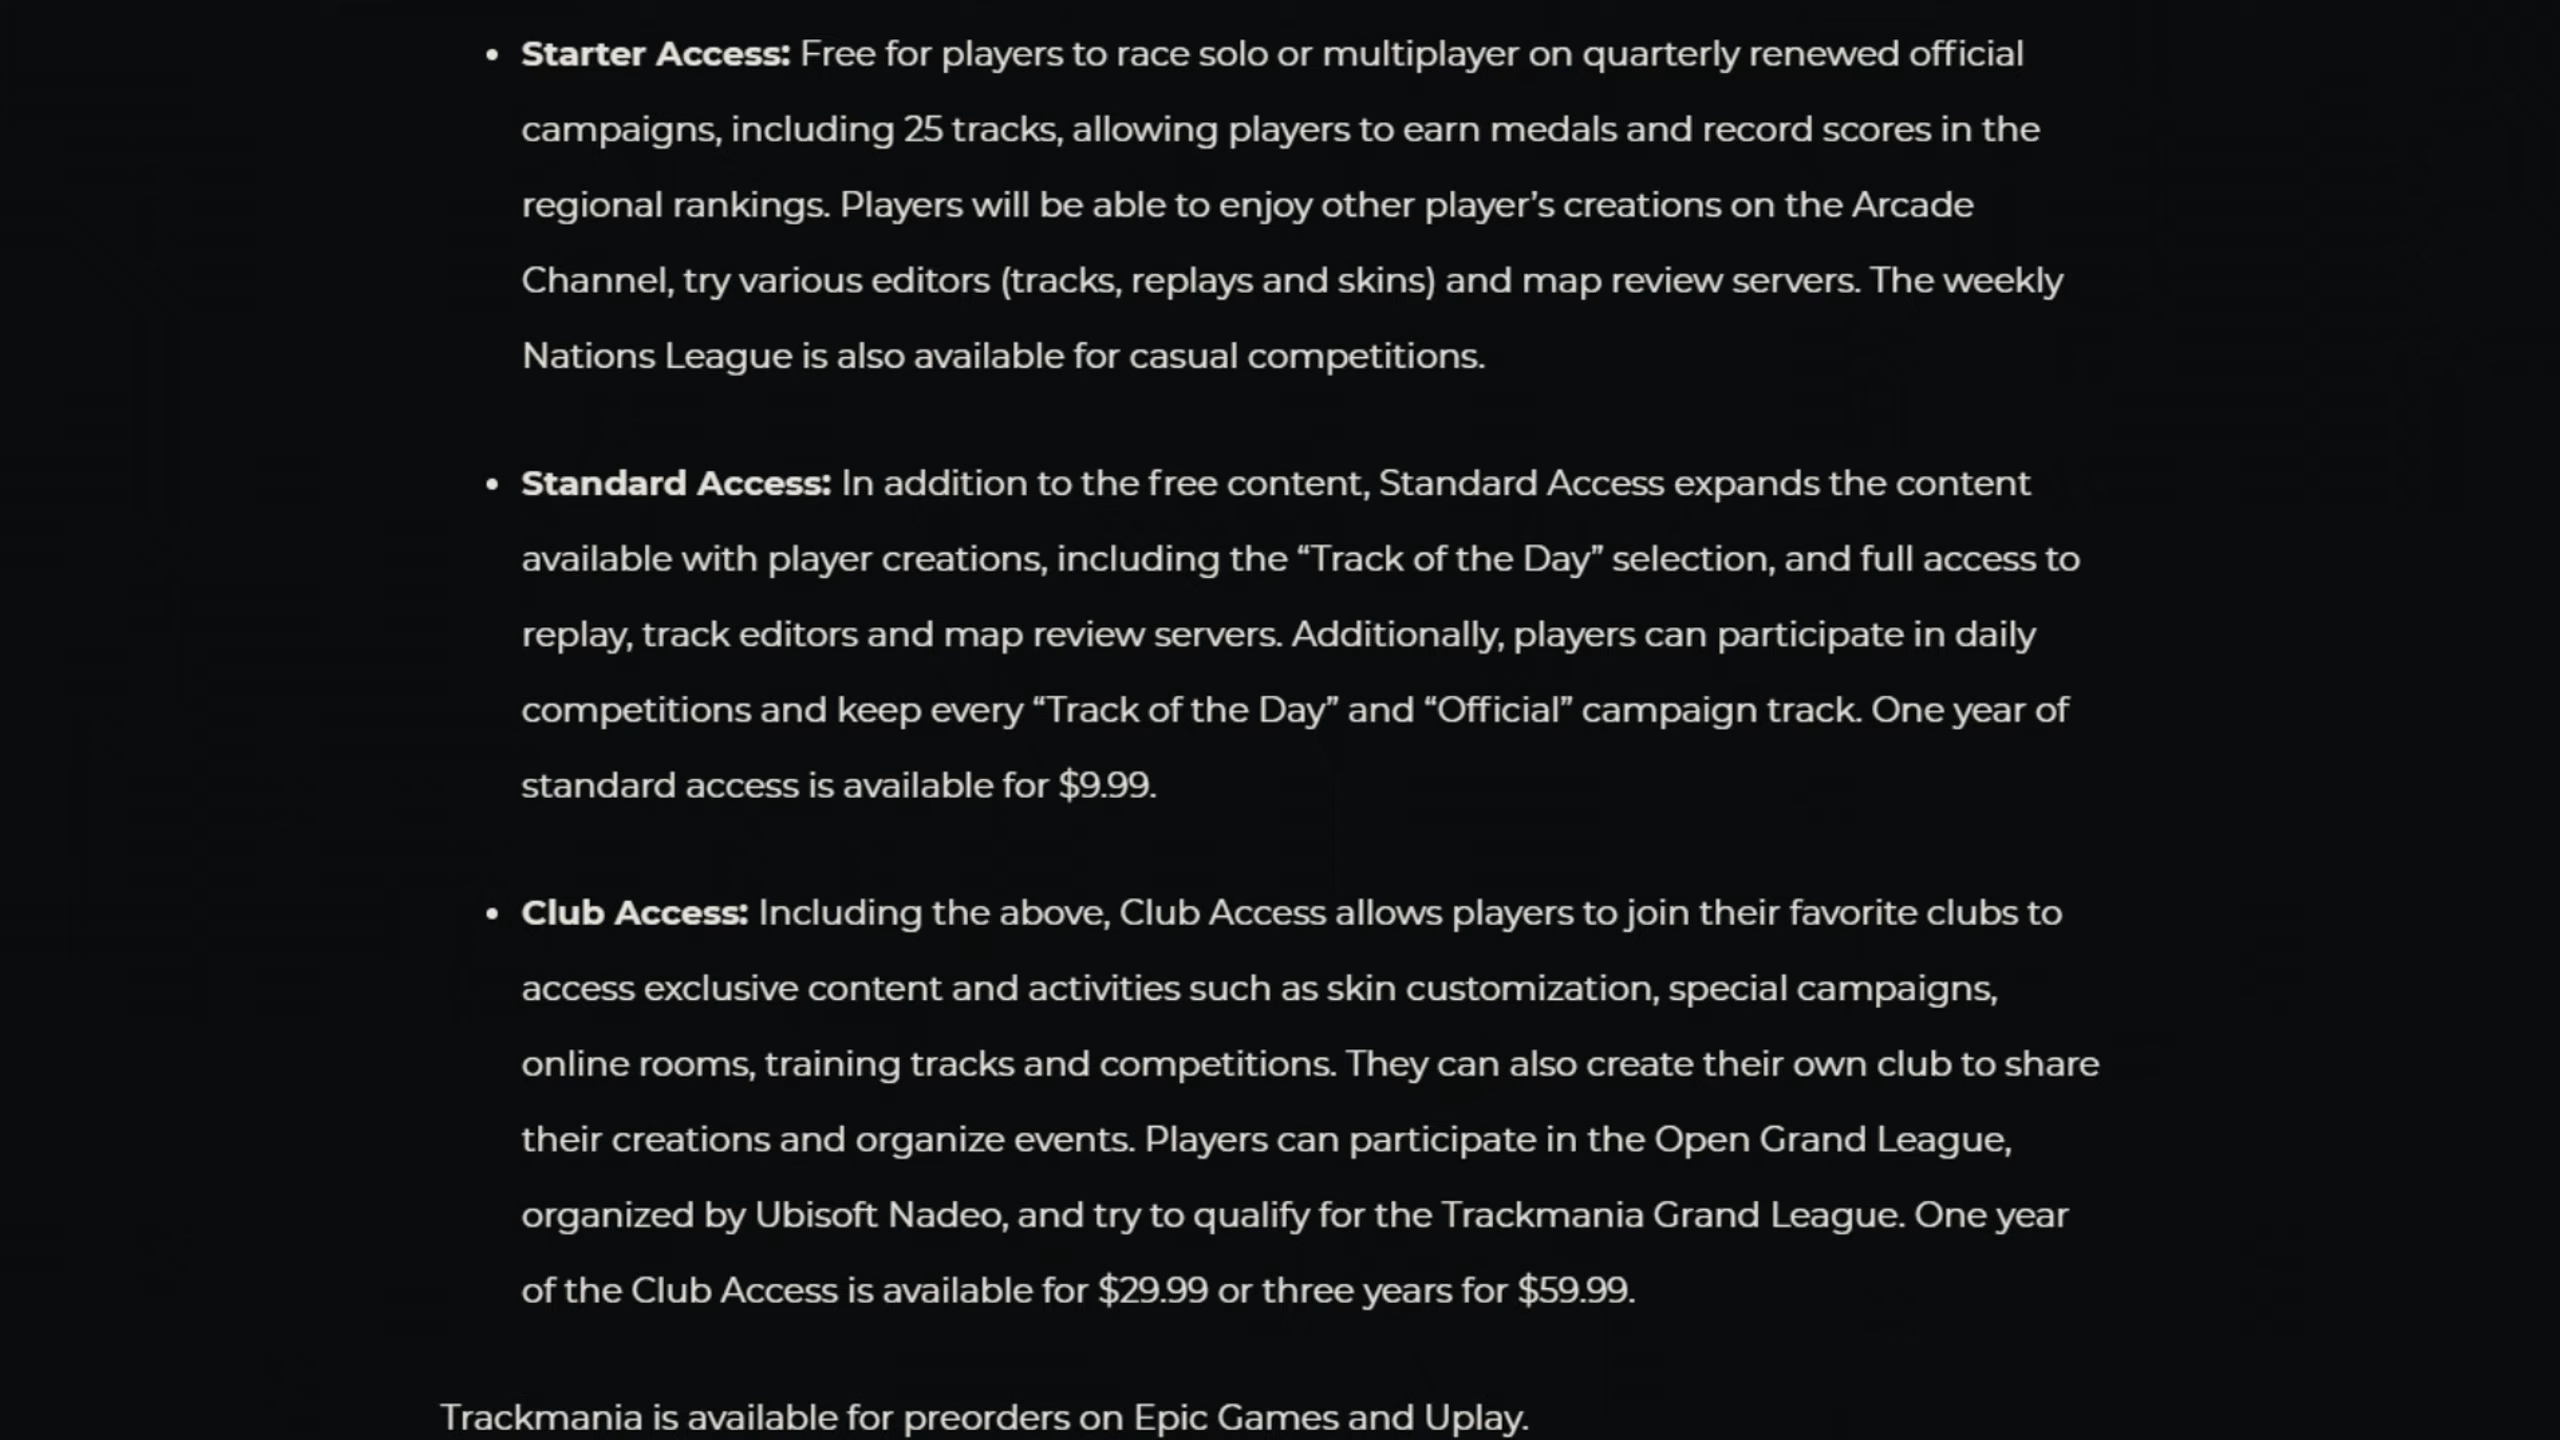 • Starter Access: Free for players to race solo or multiplayer on quarterly renewed official
campaigns, including 25 tracks, allowing players to earn medals and record scores in the
regional rankings. Players will be able to enjoy other player’s creations on the Arcade
Channel, try various editors (tracks, replays and skins) and map review servers. The weekly
Nations League is also available for casual competitions.
• Standard Access: In addition to the free content, Standard Access expands the content
available with player creations, including the “Track of the Day” selection, and full access to
replay, track editors and map review servers. Additionally, players can participate in daily
competitions and keep every “Track of the Day” and “Official” campaign track. One year of
standard access is available for $9.99.
• Club Access: Including the above, Club Access allows players to join their favorite clubs to
access exclusive content and activities such as skin customization, special campaigns,
online rooms, training tracks and competitions. They can also create their own club to share
their creations and organize events. Players can participate in the Open Grand League,
organized by Ubisoft Nadeo, and try to qualify for the Trackmania Grand League. One year
of the Club Access is available for $29.99 or three years for $59.99.
Trackmania is available for preorders on Epic Games and Uplay.